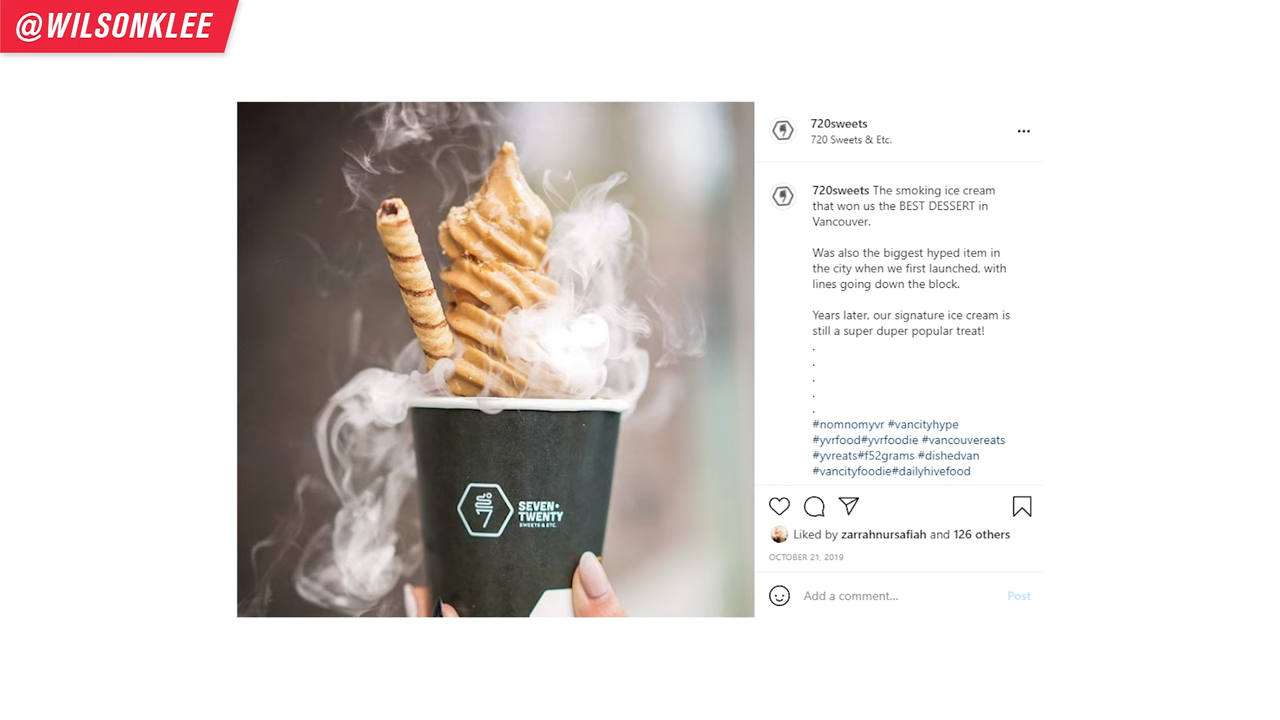 @WILSONKLEE
720sweets
720 Sweets & Etc.
720sweets The smoking ice cream
that won us the BEST DESSERT in
Vancouver.
Was also the biggest hyped item in
the city when we first launched, with
lines going down the block.
Years later, our signature ice cream is
still a super duper popular treat!
.
.
.
.
.
#nomnomyvr #vancityhype
#yvrfood#yvrfoodie #vancouvereats
#yvreats#f52grams #dishedvan
#vancityfoodie#dailyhivefood
Liked by zarrahnursafiah and 126 others
OCTOBER 21, 2019
Add a comment...
Post
7
SEVEN•
TWENTY
SWEETS & ETC.